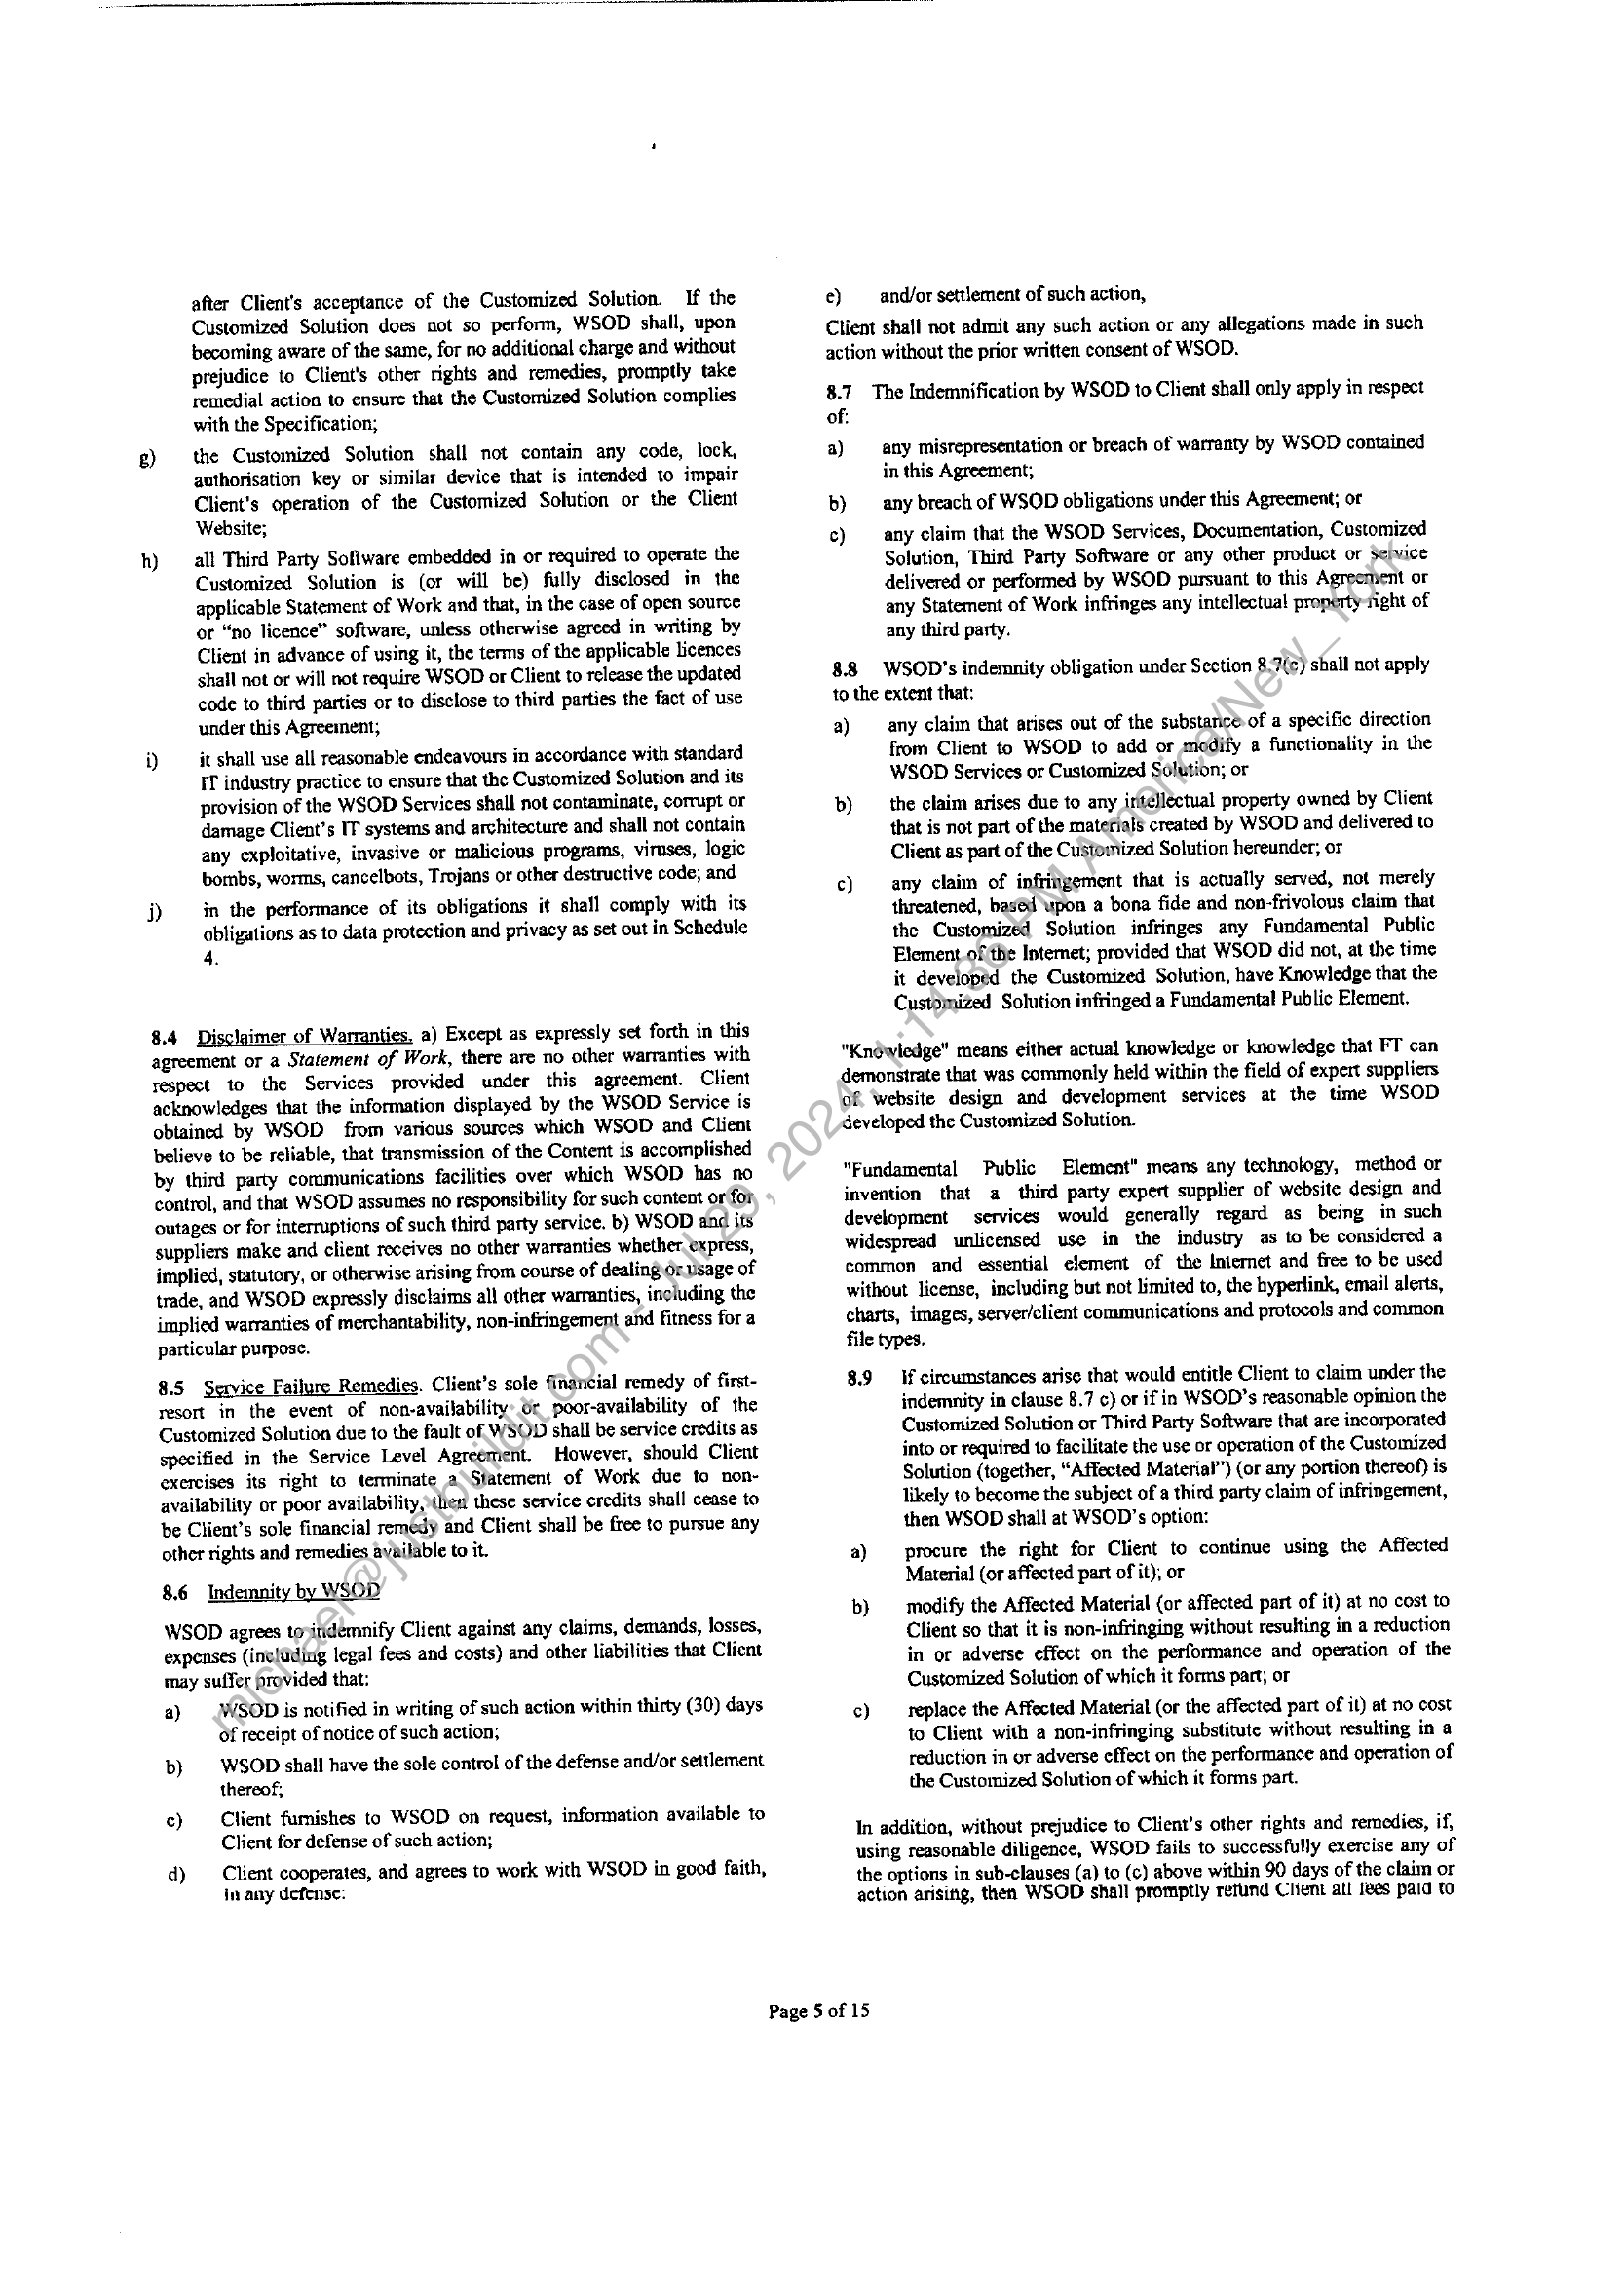 after Client's acceptance of the Customized Solution. If the
Customized Solution does not so perform, WSOD shall, upon
becoming aware of the same, for no additional charge and without
prejudice to Client's other rights and remedies, promptly take
remedial action to ensure that the Customized Solution complies
with the Specification;
g) the Customized Solution shall not contain any code, lock,
authorisation key or similar device that is intended to impair
Client's operation of the Customized Solution or the Client
Website;
h) all Third Party Software embedded in or required to operate the
Customized Solution is (or will be) fully disclosed in the
applicable Statement of Work and that, in the case of open source
or “no licence” software, unless otherwise agreed in writing by
Client in advance of using it, the terms of the applicable licences
shall not or will not require WSOD or Client to release the updated
code to third parties or to disclose to third parties the fact of use
under this Agreement;
i) it shall use all reasonable endeavours in accordance with standard
IT industry practice to ensure that the Customized Solution and its
provision of the WSOD Services shall not contaminate, corrupt or
damage Client's IT systems and architecture and shall not contain
any exploitative, invasive or malicious programs, viruses, logic
bombs, worms, cancelbots, Trojans or other destructive code; and
j) in the performance of its obligations it shall comply with its
obligations as to data protection and privacy as set out in Schedule
4.
8.4 Disclaimer of Warranties. a) Except as expressly set forth in this
agreement or a Statement of Work, there are no other warranties with
respect to the Services provided under this agreement. Client
acknowledges that the information displayed by the WSOD Service is
obtained by WSOD from various sources which WSOD and Client
believe to be reliable, that transmission of the Content is accomplished
by third party communications facilities over which WSOD has no
control, and that WSOD assumes no responsibility for such content or for
outages or for interruptions of such third party service. b) WSOD and its
suppliers make and client receives no other warranties whether express,
implied, statutory, or otherwise arising from course of dealing or usage of
trade, and WSOD expressly disclaims all other warranties, including the
implied warranties of merchantability, non-infringement and fitness for a
particular purpose.
8.5 Service Failure Remedies. Client's sole financial remedy of first-
resort in the event of non-availability or poor-availability of the
Customized Solution due to the fault of WSOD shall be service credits as
specified in the Service Level Agreement. However, should Client
exercises its right to terminate a Statement of Work due to non-
availability or poor availability, then these service credits shall cease to
be Client's sole financial remedy and Client shall be free to pursue any
other rights and remedies available to it.
8.6 Indemnity by WSOD
WSOD agrees to indemnify Client against any claims, demands, losses,
expenses (including legal fees and costs) and other liabilities that Client
may suffer provided that:
a) WSOD is notified in writing of such action within thirty (30) days
of receipt of notice of such action;
b) WSOD shall have the sole control of the defense and/or settlement
thereof;
c) Client furnishes to WSOD on request, information available to
Client for defense of such action;
d) Client cooperates, and agrees to work with WSOD in good faith,
in any defense;
e) and/or settlement of such action,
Client shall not admit any such action or any allegations made in such
action without the prior written consent of WSOD.
8.7 The Indemnification by WSOD to Client shall only apply in respect
of:
a) any misrepresentation or breach of warranty by WSOD contained
in this Agreement;
b) any breach of WSOD obligations under this Agreement; or
c) any claim that the WSOD Services, Documentation, Customized
Solution, Third Party Software or any other product or service
delivered or performed by WSOD pursuant to this Agreement or
any Statement of Work infringes any intellectual property right of
any third party.
8.8 WSOD's indemnity obligation under Section 8.7(c) shall not apply
to the extent that:
a) any claim that arises out of the substance of a specific direction
from Client to WSOD to add or modify a functionality in the
WSOD Services or Customized Solution; or
b) the claim arises due to any intellectual property owned by Client
that is not part of the materials created by WSOD and delivered to
Client as part of the Customized Solution hereunder; or
c) any claim of infringement that is actually served, not merely
threatened, based upon a bona fide and non-frivolous claim that
the Customized Solution infringes any Fundamental Public
Element of the Internet; provided that WSOD did not, at the time
it developed the Customized Solution, have Knowledge that the
Customized Solution infringed a Fundamental Public Element.
"Knowledge" means either actual knowledge or knowledge that FT can
demonstrate that was commonly held within the field of expert suppliers
of website design and development services at the time WSOD
developed the Customized Solution.
"Fundamental Public Element" means any technology, method or
invention that a third party expert supplier of website design and
development services would generally regard as being in such
widespread unlicensed use in the industry as to be considered a
common and essential element of the Internet and free to be used
without license, including but not limited to, the hyperlink, email alerts,
charts, images, server/client communications and protocols and common
file types.
8.9 If circumstances arise that would entitle Client to claim under the
indemnity in clause 8.7 c) or if in WSOD's reasonable opinion the
Customized Solution or Third Party Software that are incorporated
into or required to facilitate the use or operation of the Customized
Solution (together, “Affected Material”) (or any portion thereof) is
likely to become the subject of a third party claim of infringement,
then WSOD shall at WSOD's option:
a) procure the right for Client to continue using the Affected
Material (or affected part of it); or
b) modify the Affected Material (or affected part of it) at no cost to
Client so that it is non-infringing without resulting in a reduction
in or adverse effect on the performance and operation of the
Customized Solution of which it forms part; or
c) replace the Affected Material (or the affected part of it) at no cost
to Client with a non-infringing substitute without resulting in a
reduction in or adverse effect on the performance and operation of
the Customized Solution of which it forms part.
In addition, without prejudice to Client's other rights and remedies, if,
using reasonable diligence, WSOD fails to successfully exercise any of
the options in sub-clauses (a) to (c) above within 90 days of the claim or
action arising, then WSOD shall promptly refund Client all fees paid to
Page 5 of 15
michael@justbuildit.com - Jul 29, 2024, 1:14:36 PM America/New_York